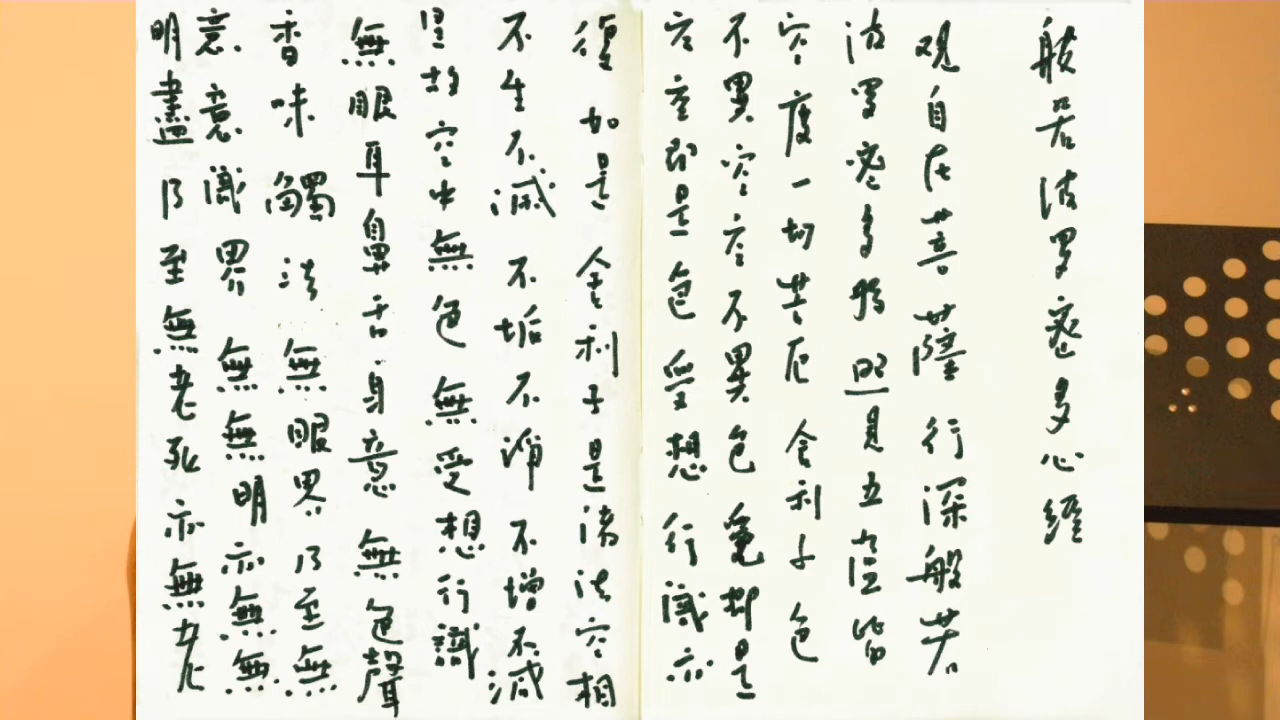 般若波罗蜜多心經
观自在菩薩行深般若
波罗蜜多時照見五蕴皆
空度一切苦厄舍利子色
不異空空不異色色即是
空空即是色受想行識亦
復如是舍利子是諸法空相
不生不滅不垢不淨不增不減
是故空中無色無受想行識
無眼耳鼻舌身意無色聲
香味觸法無眼界乃至無
意意識界無無明亦無無
明盡乃至無老死亦無老